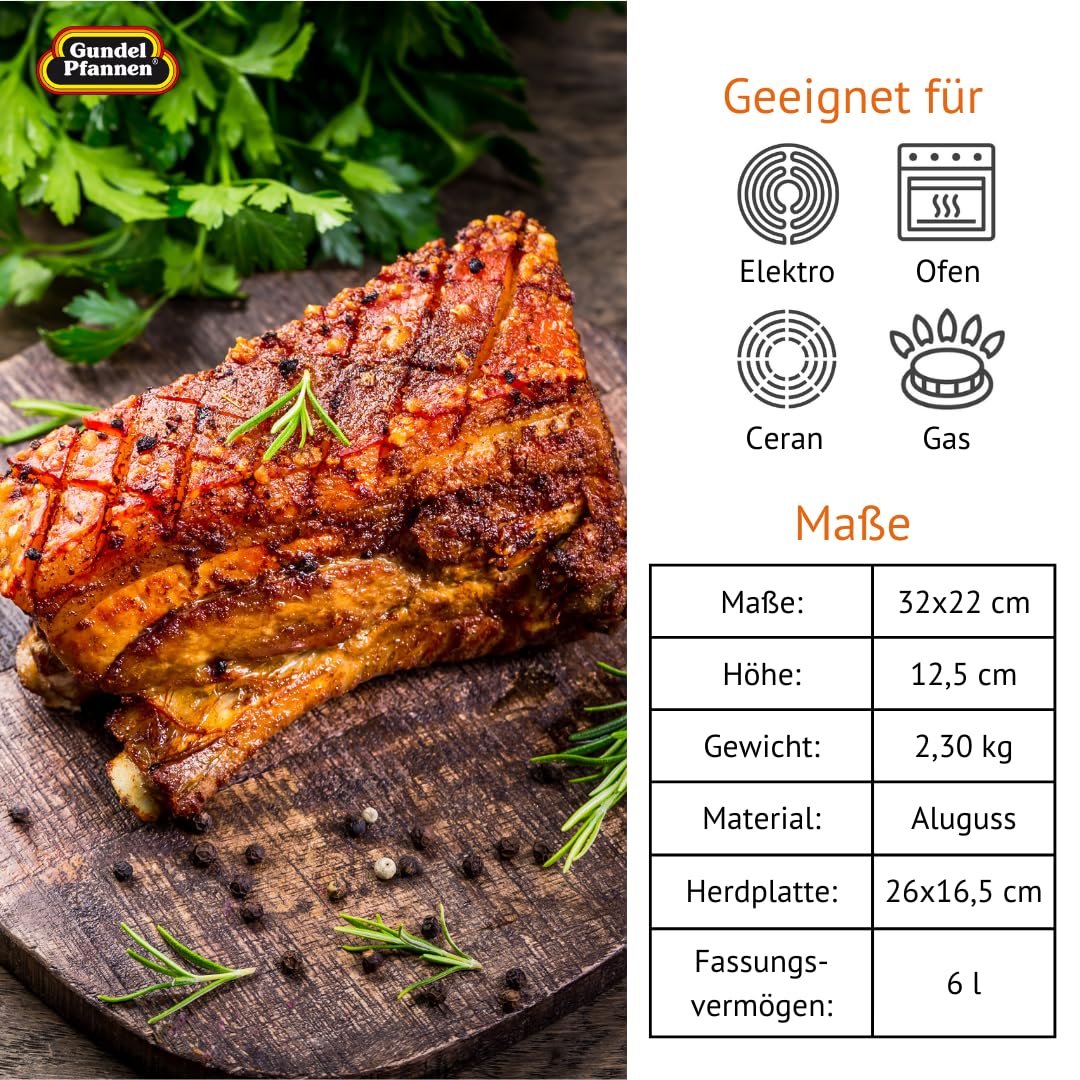 Gundel
Pfannen®
Geeignet für
Elektro
Ofen
Ceran
Gas
Maße
Maße: 32x22 cm
Höhe: 12,5 cm
Gewicht: 2,30 kg
Material: Aluguss
Herdplatte: 26x16,5 cm
Fassungs-
vermögen: 6 l